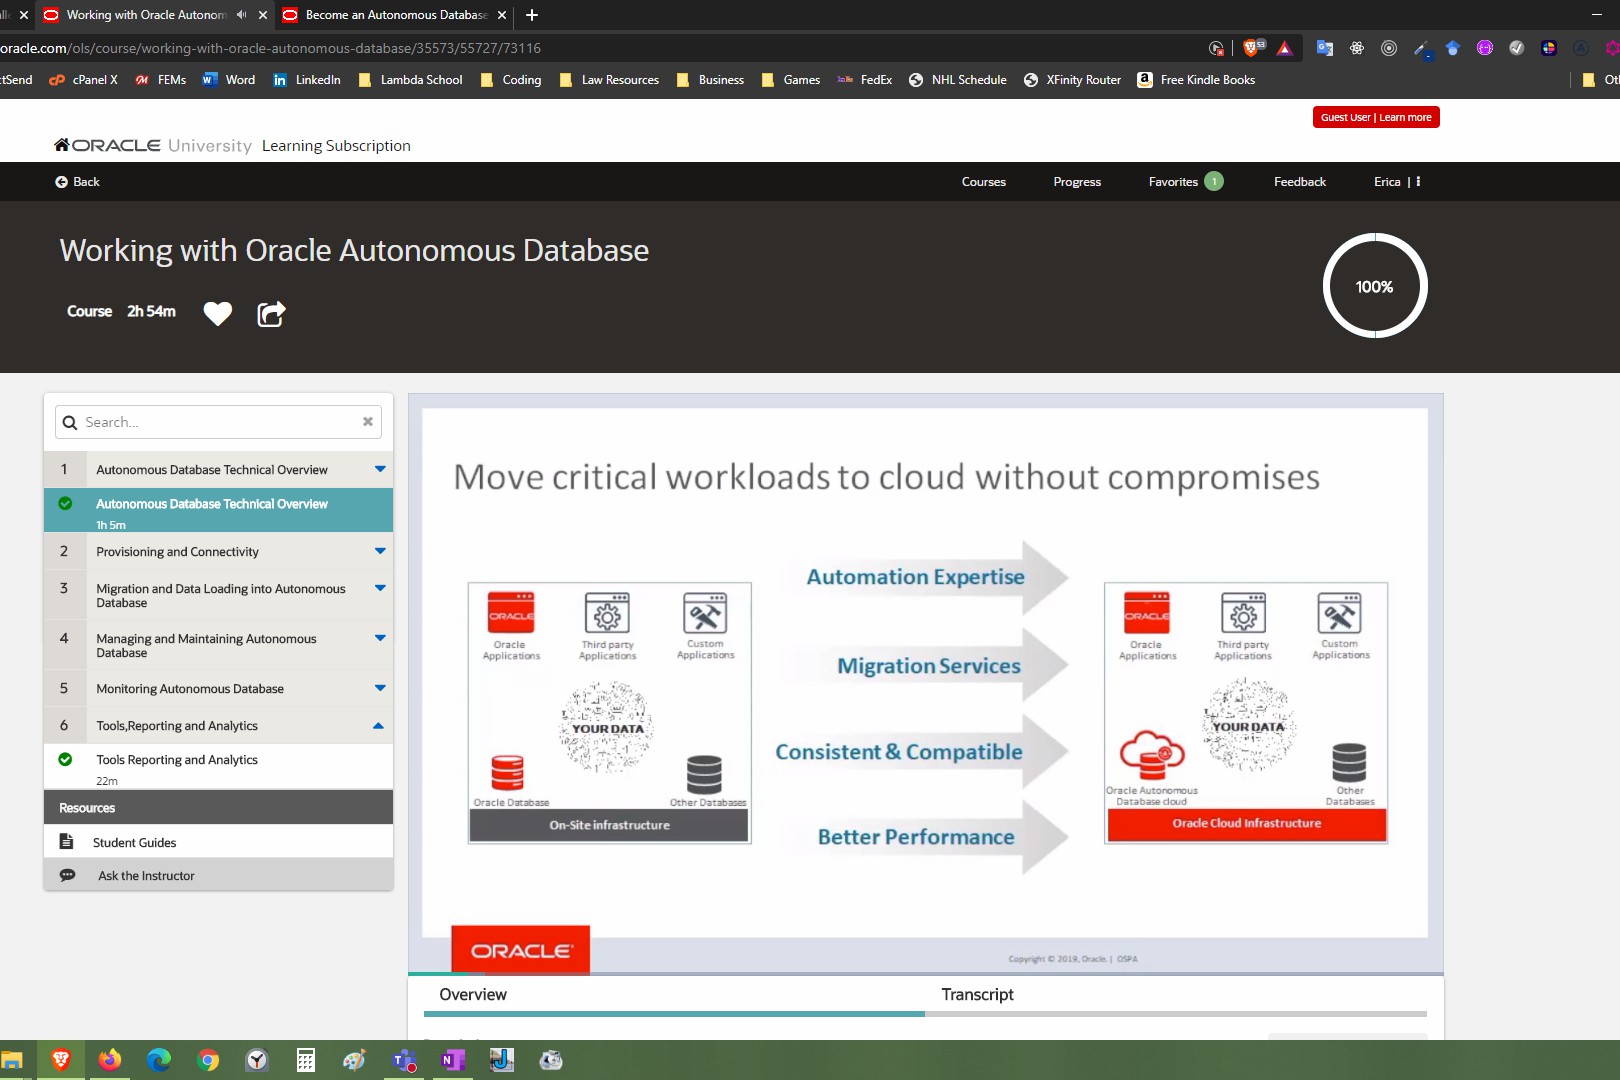 Working with Oracle Autonom
Become an Autonomous Database
oracle.com/ols/course/working-with-oracle-autonomous-database/35573/55727/73116
53
ctSend
cPanel X
FEMs
Word
LinkedIn
Lambda School
Coding
Law Resources
Business
Games
FedEx
NHL Schedule
XFinity Router
Free Kindle Books
Guest User | Learn more
ORACLE University Learning Subscription
Back
Courses
Progress
Favorites 1
Feedback
Erica |
Working with Oracle Autonomous Database
Course 2h 54m
100%
Search...
1 Autonomous Database Technical Overview
Autonomous Database Technical Overview
1h 5m
2 Provisioning and Connectivity
3 Migration and Data Loading into Autonomous
Database
4 Managing and Maintaining Autonomous
Database
5 Monitoring Autonomous Database
6 Tools,Reporting and Analytics
Tools Reporting and Analytics
22m
Resources
Student Guides
Ask the Instructor
Move critical workloads to cloud without compromises
ORACLE
Oracle
Applications
Third party
Applications
Custom
Applications
YOUR DATA
Oracle Database
Other Databases
On-Site infrastructure
Automation Expertise
Migration Services
Consistent & Compatible
Better Performance
ORACLE
Oracle
Applications
Third party
Applications
Custom
Applications
YOUR DATA
Oracle Autonomous
Database cloud
Other
Databases
Oracle Cloud Infrastructure
ORACLE
Copyright © 2019, Oracle. | OSPA
Overview
Transcript